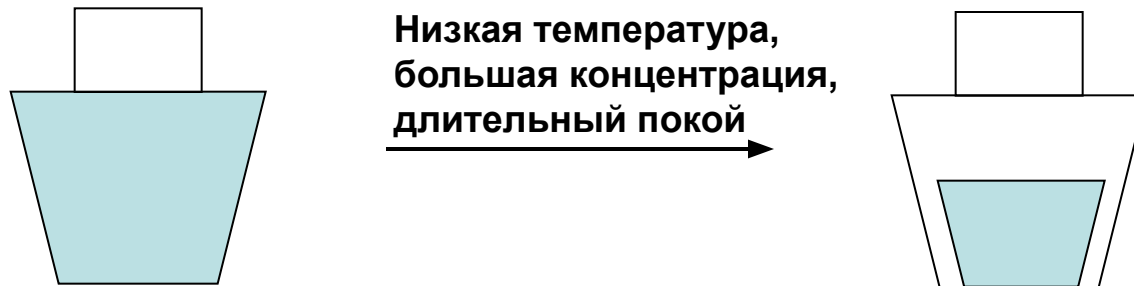 Низкая температура,
большая концентрация,
длительный покой